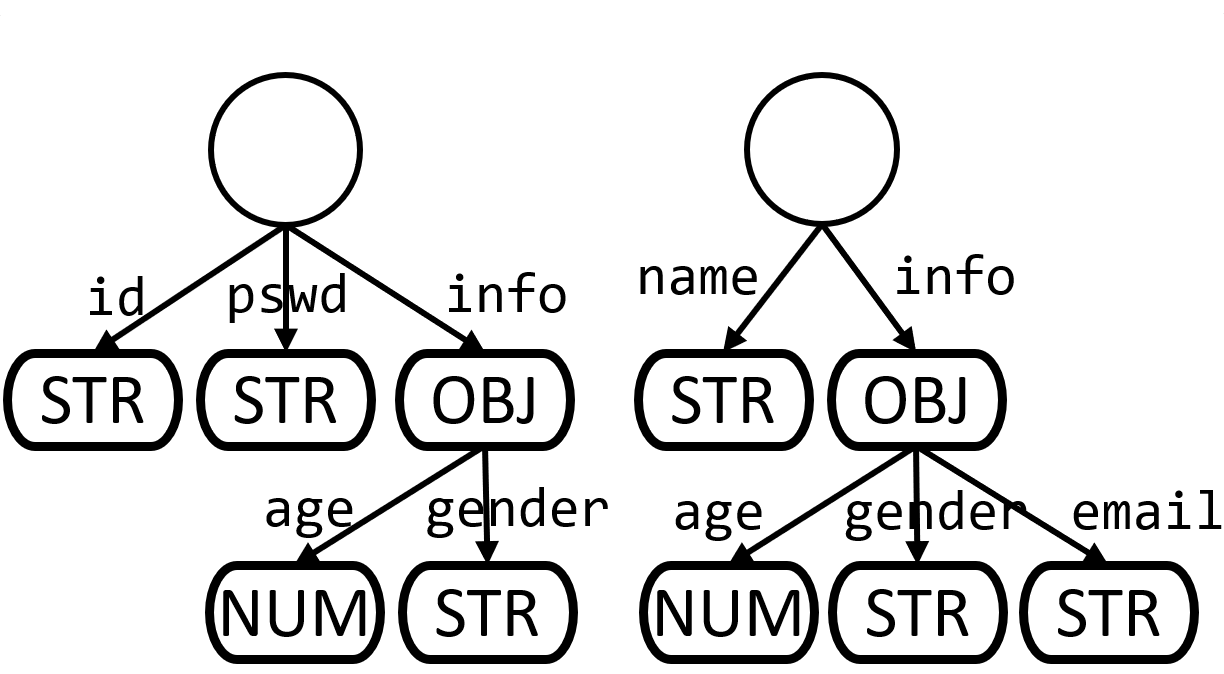 id pswd info name info
STR STR OBJ STR OBJ
age gender age gender email
NUM STR NUM STR STR